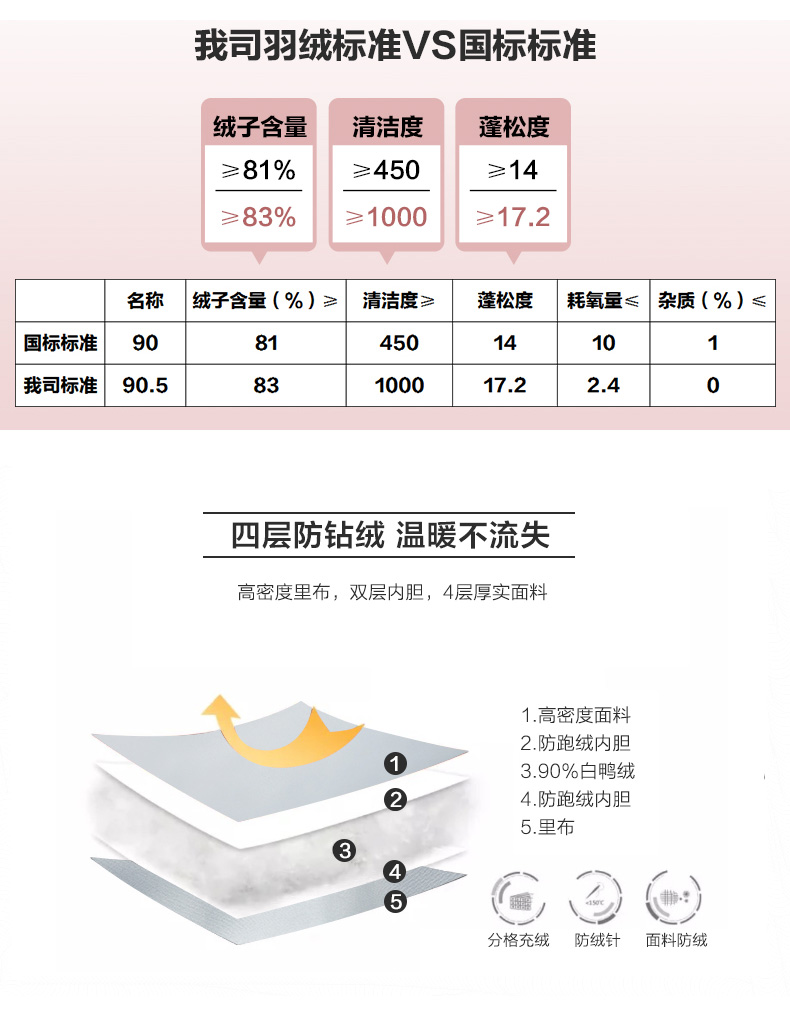 我司羽绒标准VS国标标准
绒子含量 清洁度 蓬松度
≥81% ≥450 ≥14
≥83% ≥1000 ≥17.2
名称 绒子含量(%)≥ 清洁度≥ 蓬松度 耗氧量≤ 杂质(%)≤
国标标准 90 81 450 14 10 1
我司标准 90.5 83 1000 17.2 2.4 0
四层防钻绒 温暖不流失
高密度里布，双层内胆，4层厚实面料
1.高密度面料
2.防跑绒内胆
3.90%白鸭绒
4.防跑绒内胆
5.里布
1
2
3
4
5
<150℃
分格充绒 防绒针 面料防绒